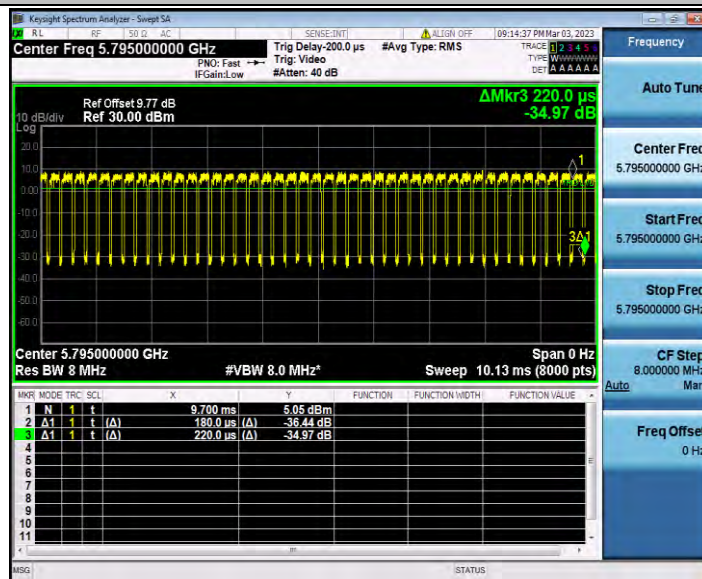 Keysight Spectrum Analyzer - Swept SA
RL RF 50 Ω AC SENSE:INT ALIGN OFF 09:14:37 PM Mar 03, 2023
Center Freq 5.795000000 GHz
PNO: Fast
IFGain:Low
Trig Delay-200.0 µs
Trig: Video
#Atten: 40 dB
#Avg Type: RMS
TRACE 1 2 3 4 5 6
TYPE W
DET A A A A A A
Ref Offset 9.77 dB
10 dB/div Ref 30.00 dBm
Log
ΔMkr3 220.0 µs
-34.97 dB
20.0
10.0
0.00
-10.0
-20.0
-30.0
-40.0
-50.0
-60.0
1
3Δ1
Center 5.795000000 GHz Span 0 Hz
Res BW 8 MHz #VBW 8.0 MHz* Sweep 10.13 ms (8000 pts)
MKR MODE TRC SCL X Y FUNCTION FUNCTION WIDTH FUNCTION VALUE
1 N 1 t 9.700 ms 5.05 dBm
2 Δ1 1 t (Δ) 180.0 µs (Δ) -36.44 dB
3 Δ1 1 t (Δ) 220.0 µs (Δ) -34.97 dB
4
5
6
7
8
9
10
11
MSG STATUS
Frequency
Auto Tune
Center Freq
5.795000000 GHz
Start Freq
5.795000000 GHz
Stop Freq
5.795000000 GHz
CF Step
8.000000 MHz
Auto Man
Freq Offset
0 Hz